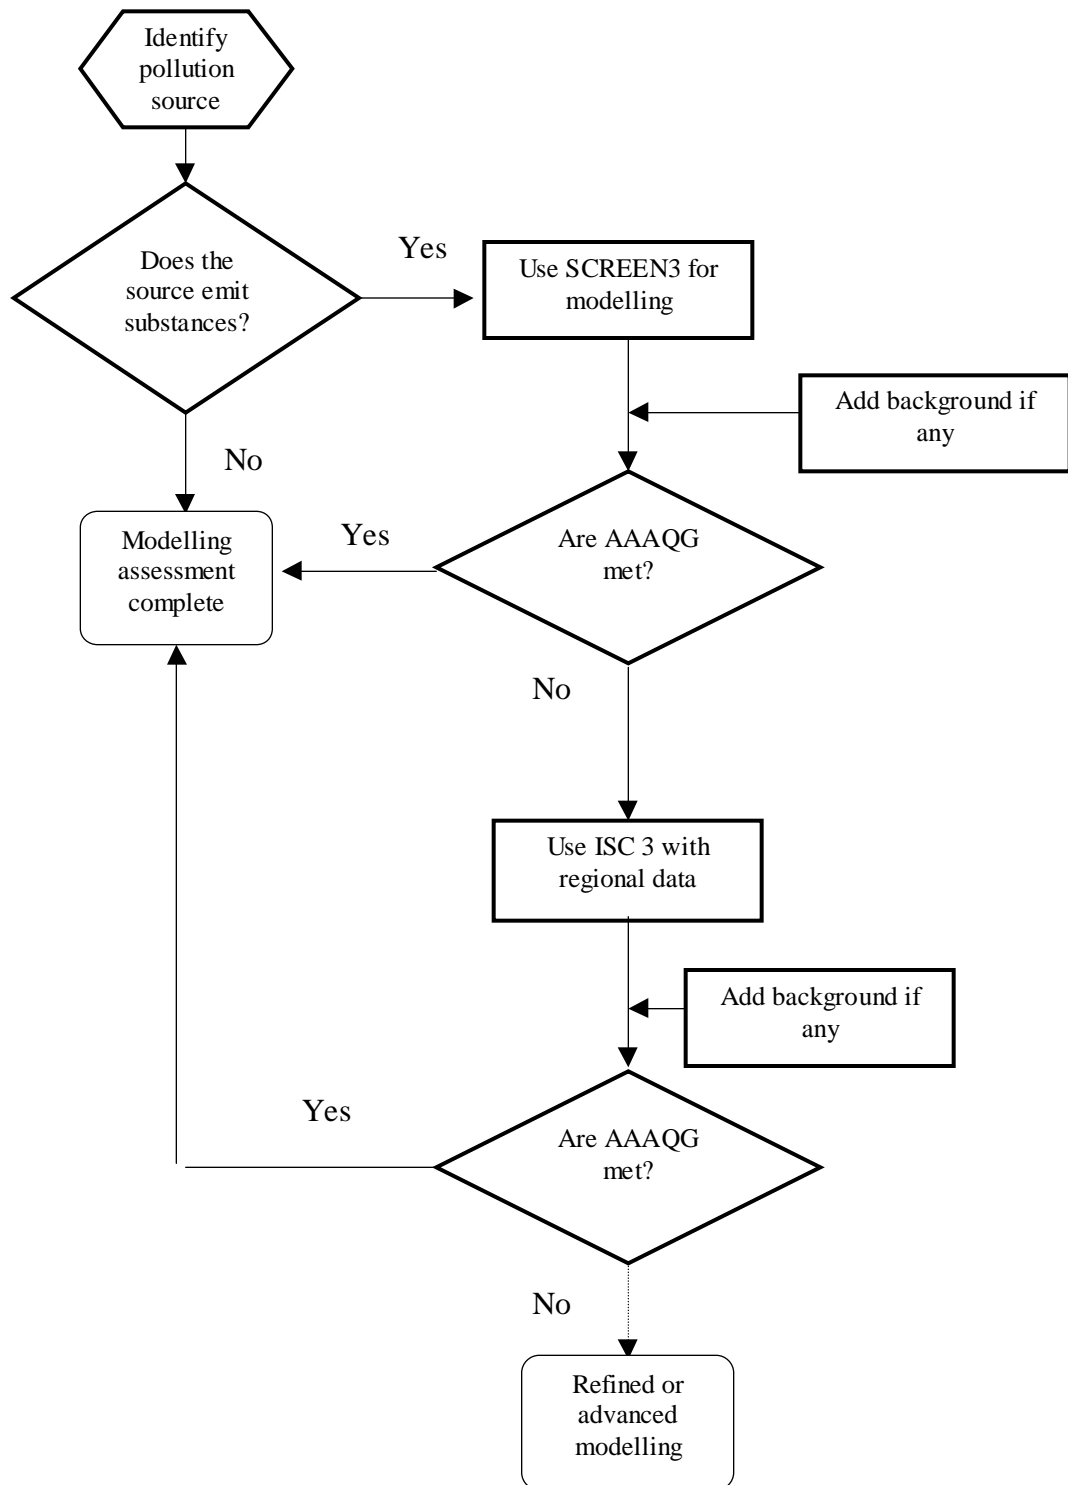 Identify
pollution
source
Does the
source emit
substances?
Yes
Use SCREEN3 for
modelling
Add background if
any
No
Modelling
assessment
complete
Yes
Are AAAQG
met?
No
Use ISC 3 with
regional data
Add background if
any
Yes
Are AAAQG
met?
No
Refined or
advanced
modelling